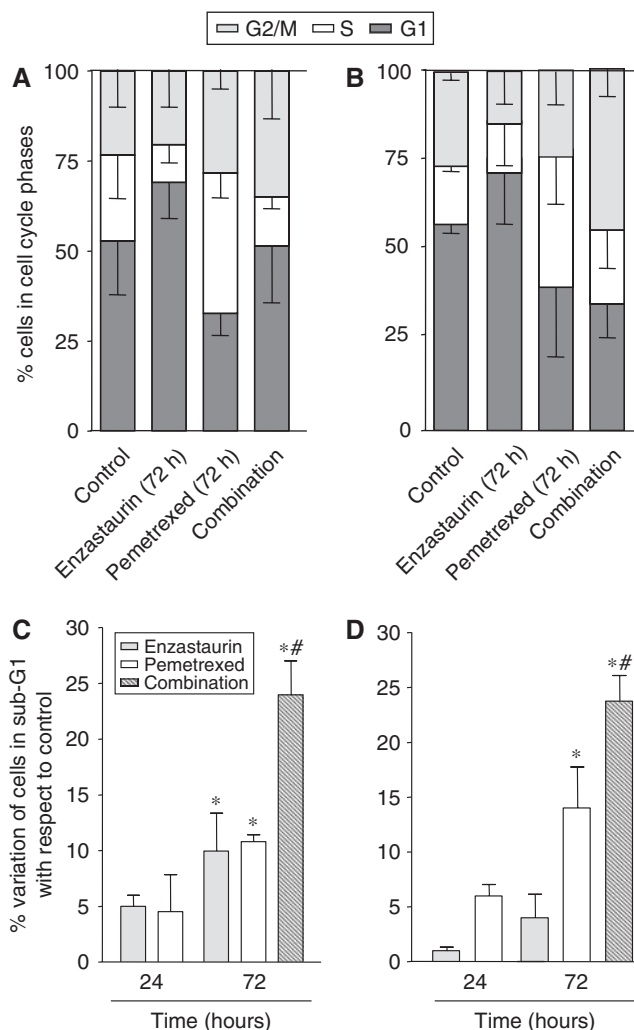 G2/M S G1
A
% cells in cell cycle phases
100
75
50
25
0
Control
Enzastaurin (72 h)
Pemetrexed (72 h)
Combination
B
100
75
50
25
0
Control
Enzastaurin (72 h)
Pemetrexed (72 h)
Combination
C
% variation of cells in sub-G1
with respect to control
30
25
20
15
10
5
0
Enzastaurin
Pemetrexed
Combination
*
*
*#
24 72
Time (hours)
D
30
25
20
15
10
5
0
*
*#
24 72
Time (hours)